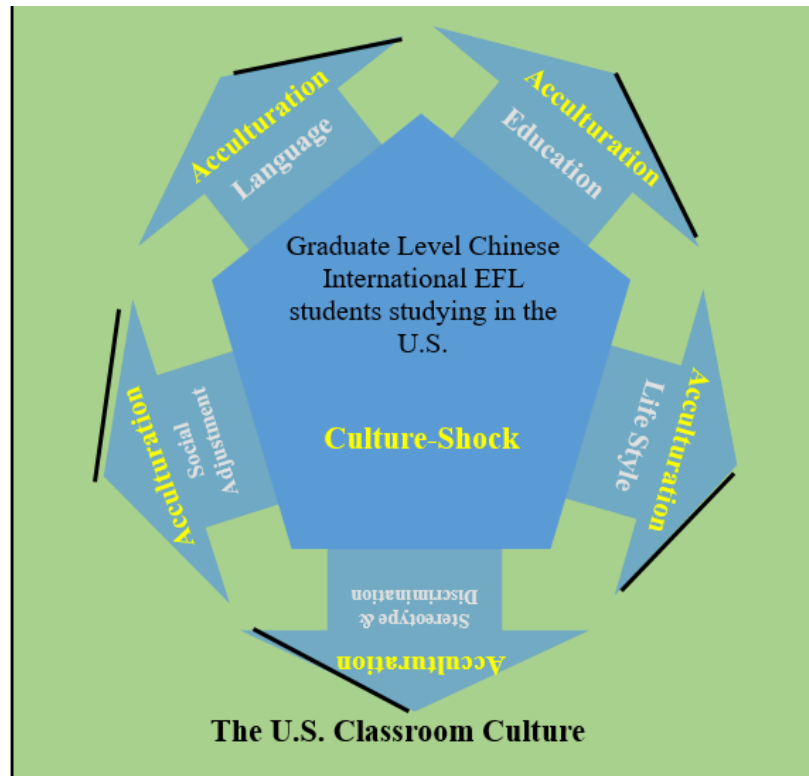 Acculturation
Language
Acculturation
Education
Graduate Level Chinese
International EFL
students studying in the
U.S.
Culture-Shock
Acculturation
Social
Adjustment
Acculturation
Life Style
Stereotype &
Discrimination
Acculturation
The U.S. Classroom Culture